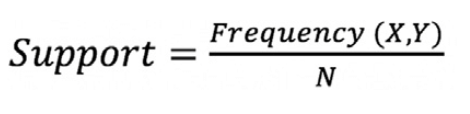 Support = Frequency (X,Y) / N